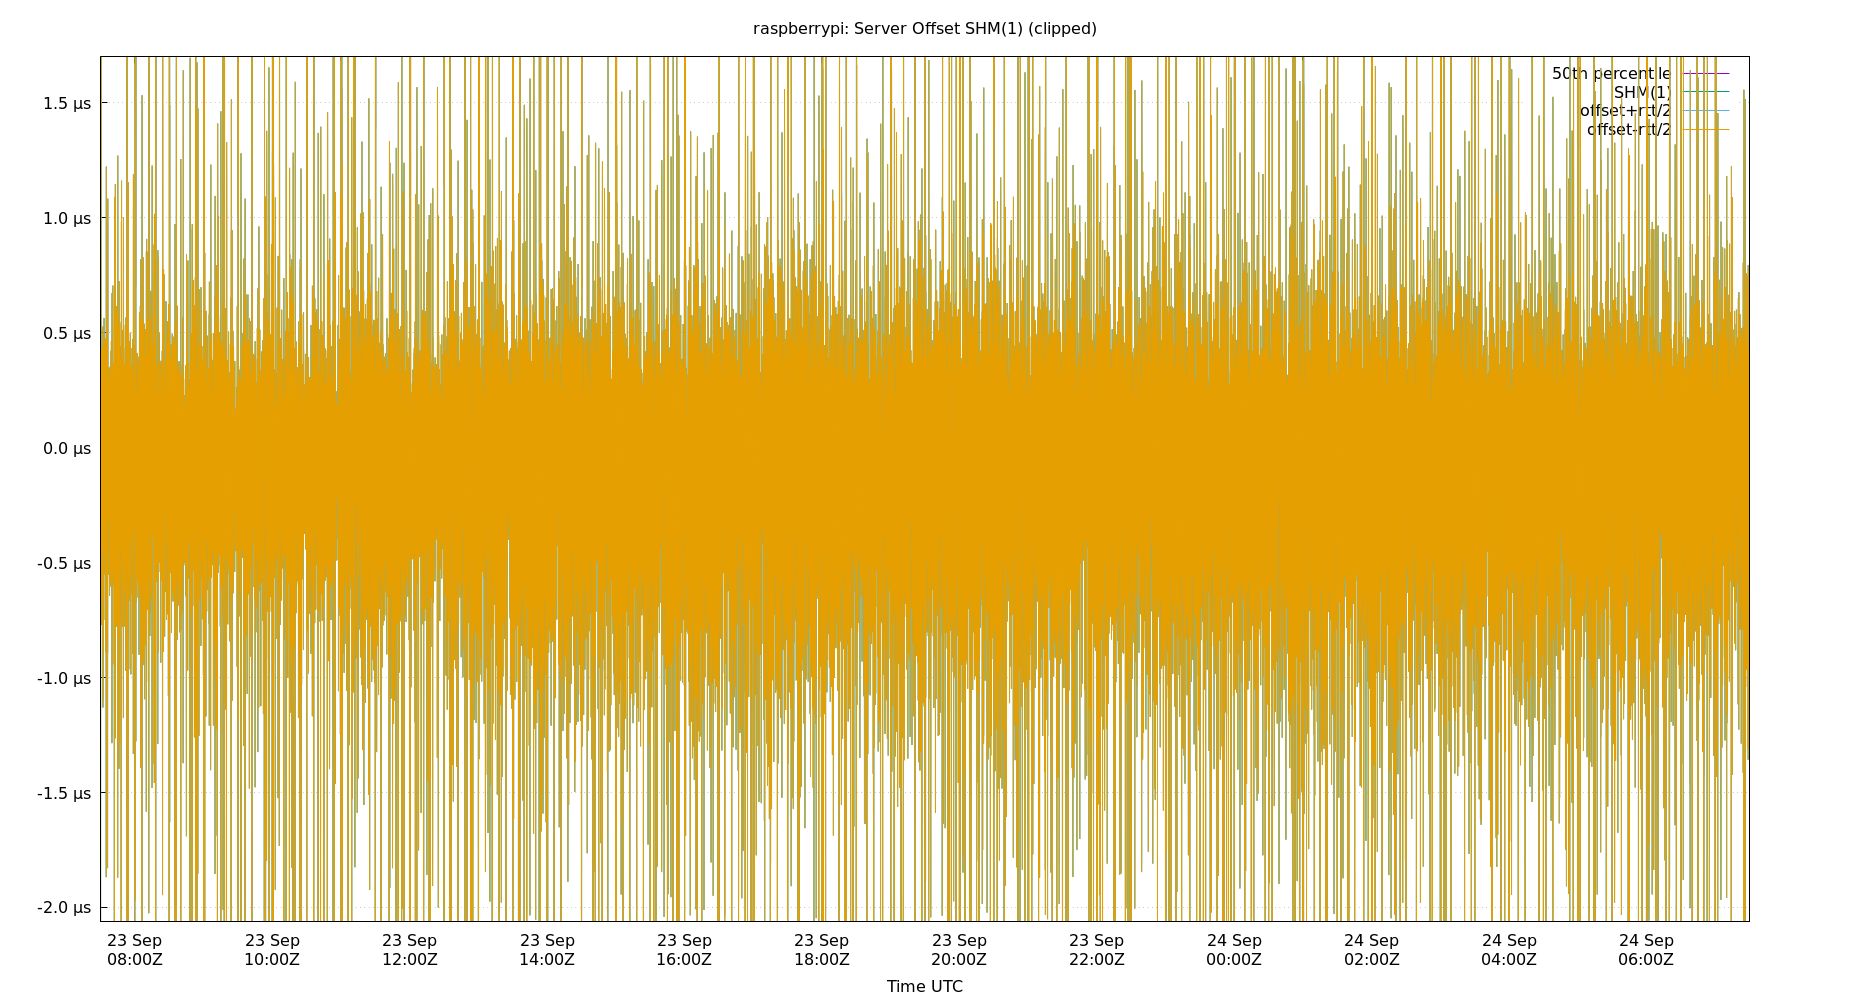 raspberrypi: Server Offset SHM(1) (clipped)
50th percentile
SHM(1)
offset+rtt/2
offset-rtt/2
1.5 µs
1.0 µs
0.5 µs
0.0 µs
-0.5 µs
-1.0 µs
-1.5 µs
-2.0 µs
23 Sep 23 Sep 23 Sep 23 Sep 23 Sep 23 Sep 23 Sep 23 Sep 24 Sep 24 Sep 24 Sep 24 Sep
08:00Z 10:00Z 12:00Z 14:00Z 16:00Z 18:00Z 20:00Z 22:00Z 00:00Z 02:00Z 04:00Z 06:00Z
Time UTC